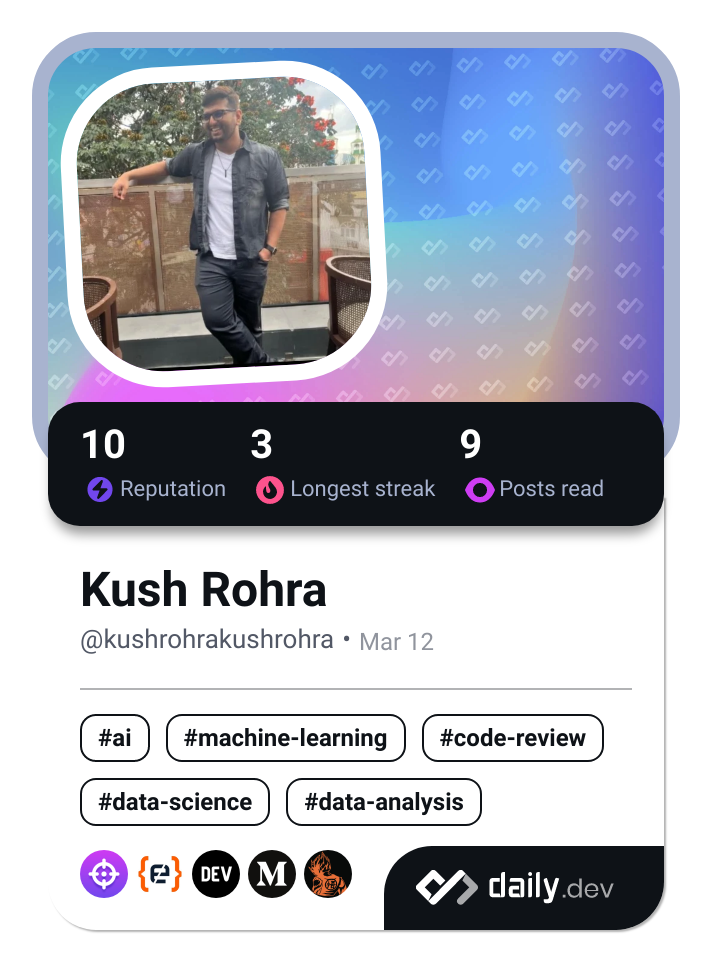 10 3 9
Reputation Longest streak Posts read
Kush Rohra
@kushrohrakushrohra • Mar 12
#ai #machine-learning #code-review
#data-science #data-analysis
DEV M
daily.dev